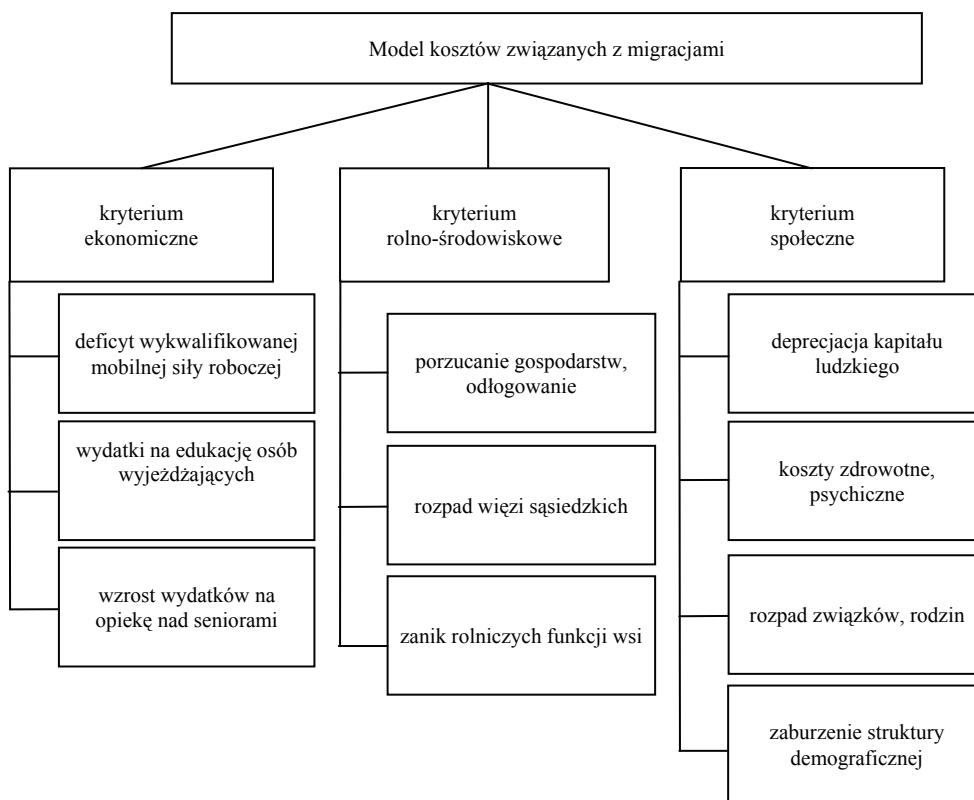 Model kosztów związanych z migracjami
kryterium
ekonomiczne
deficyt wykwalifikowanej
mobilnej siły roboczej
wydatki na edukację osób
wyjeżdżających
wzrost wydatków na
opiekę nad seniorami
kryterium
rolno-środowiskowe
porzucanie gospodarstw,
odłogowanie
rozpad więzi sąsiedzkich
zanik rolniczych funkcji wsi
kryterium
społeczne
deprecjacja kapitału
ludzkiego
koszty zdrowotne,
psychiczne
rozpad związków, rodzin
zaburzenie struktury
demograficznej